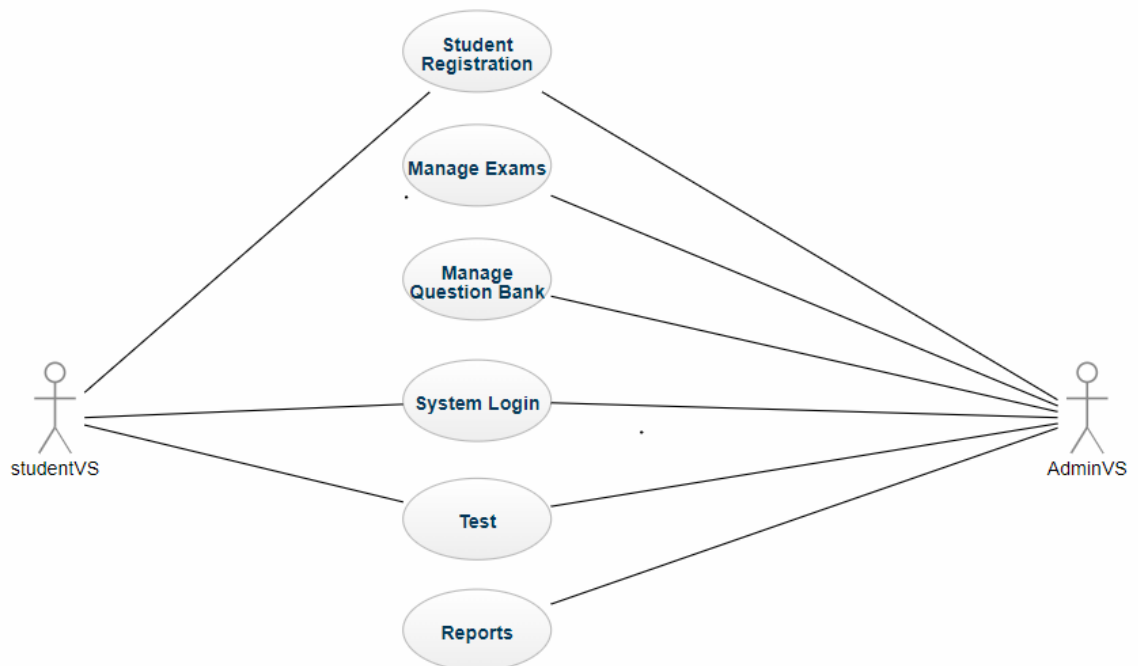 Student
Registration
Manage Exams
Manage
Question Bank
System Login
studentVS
AdminVS
Test
Reports